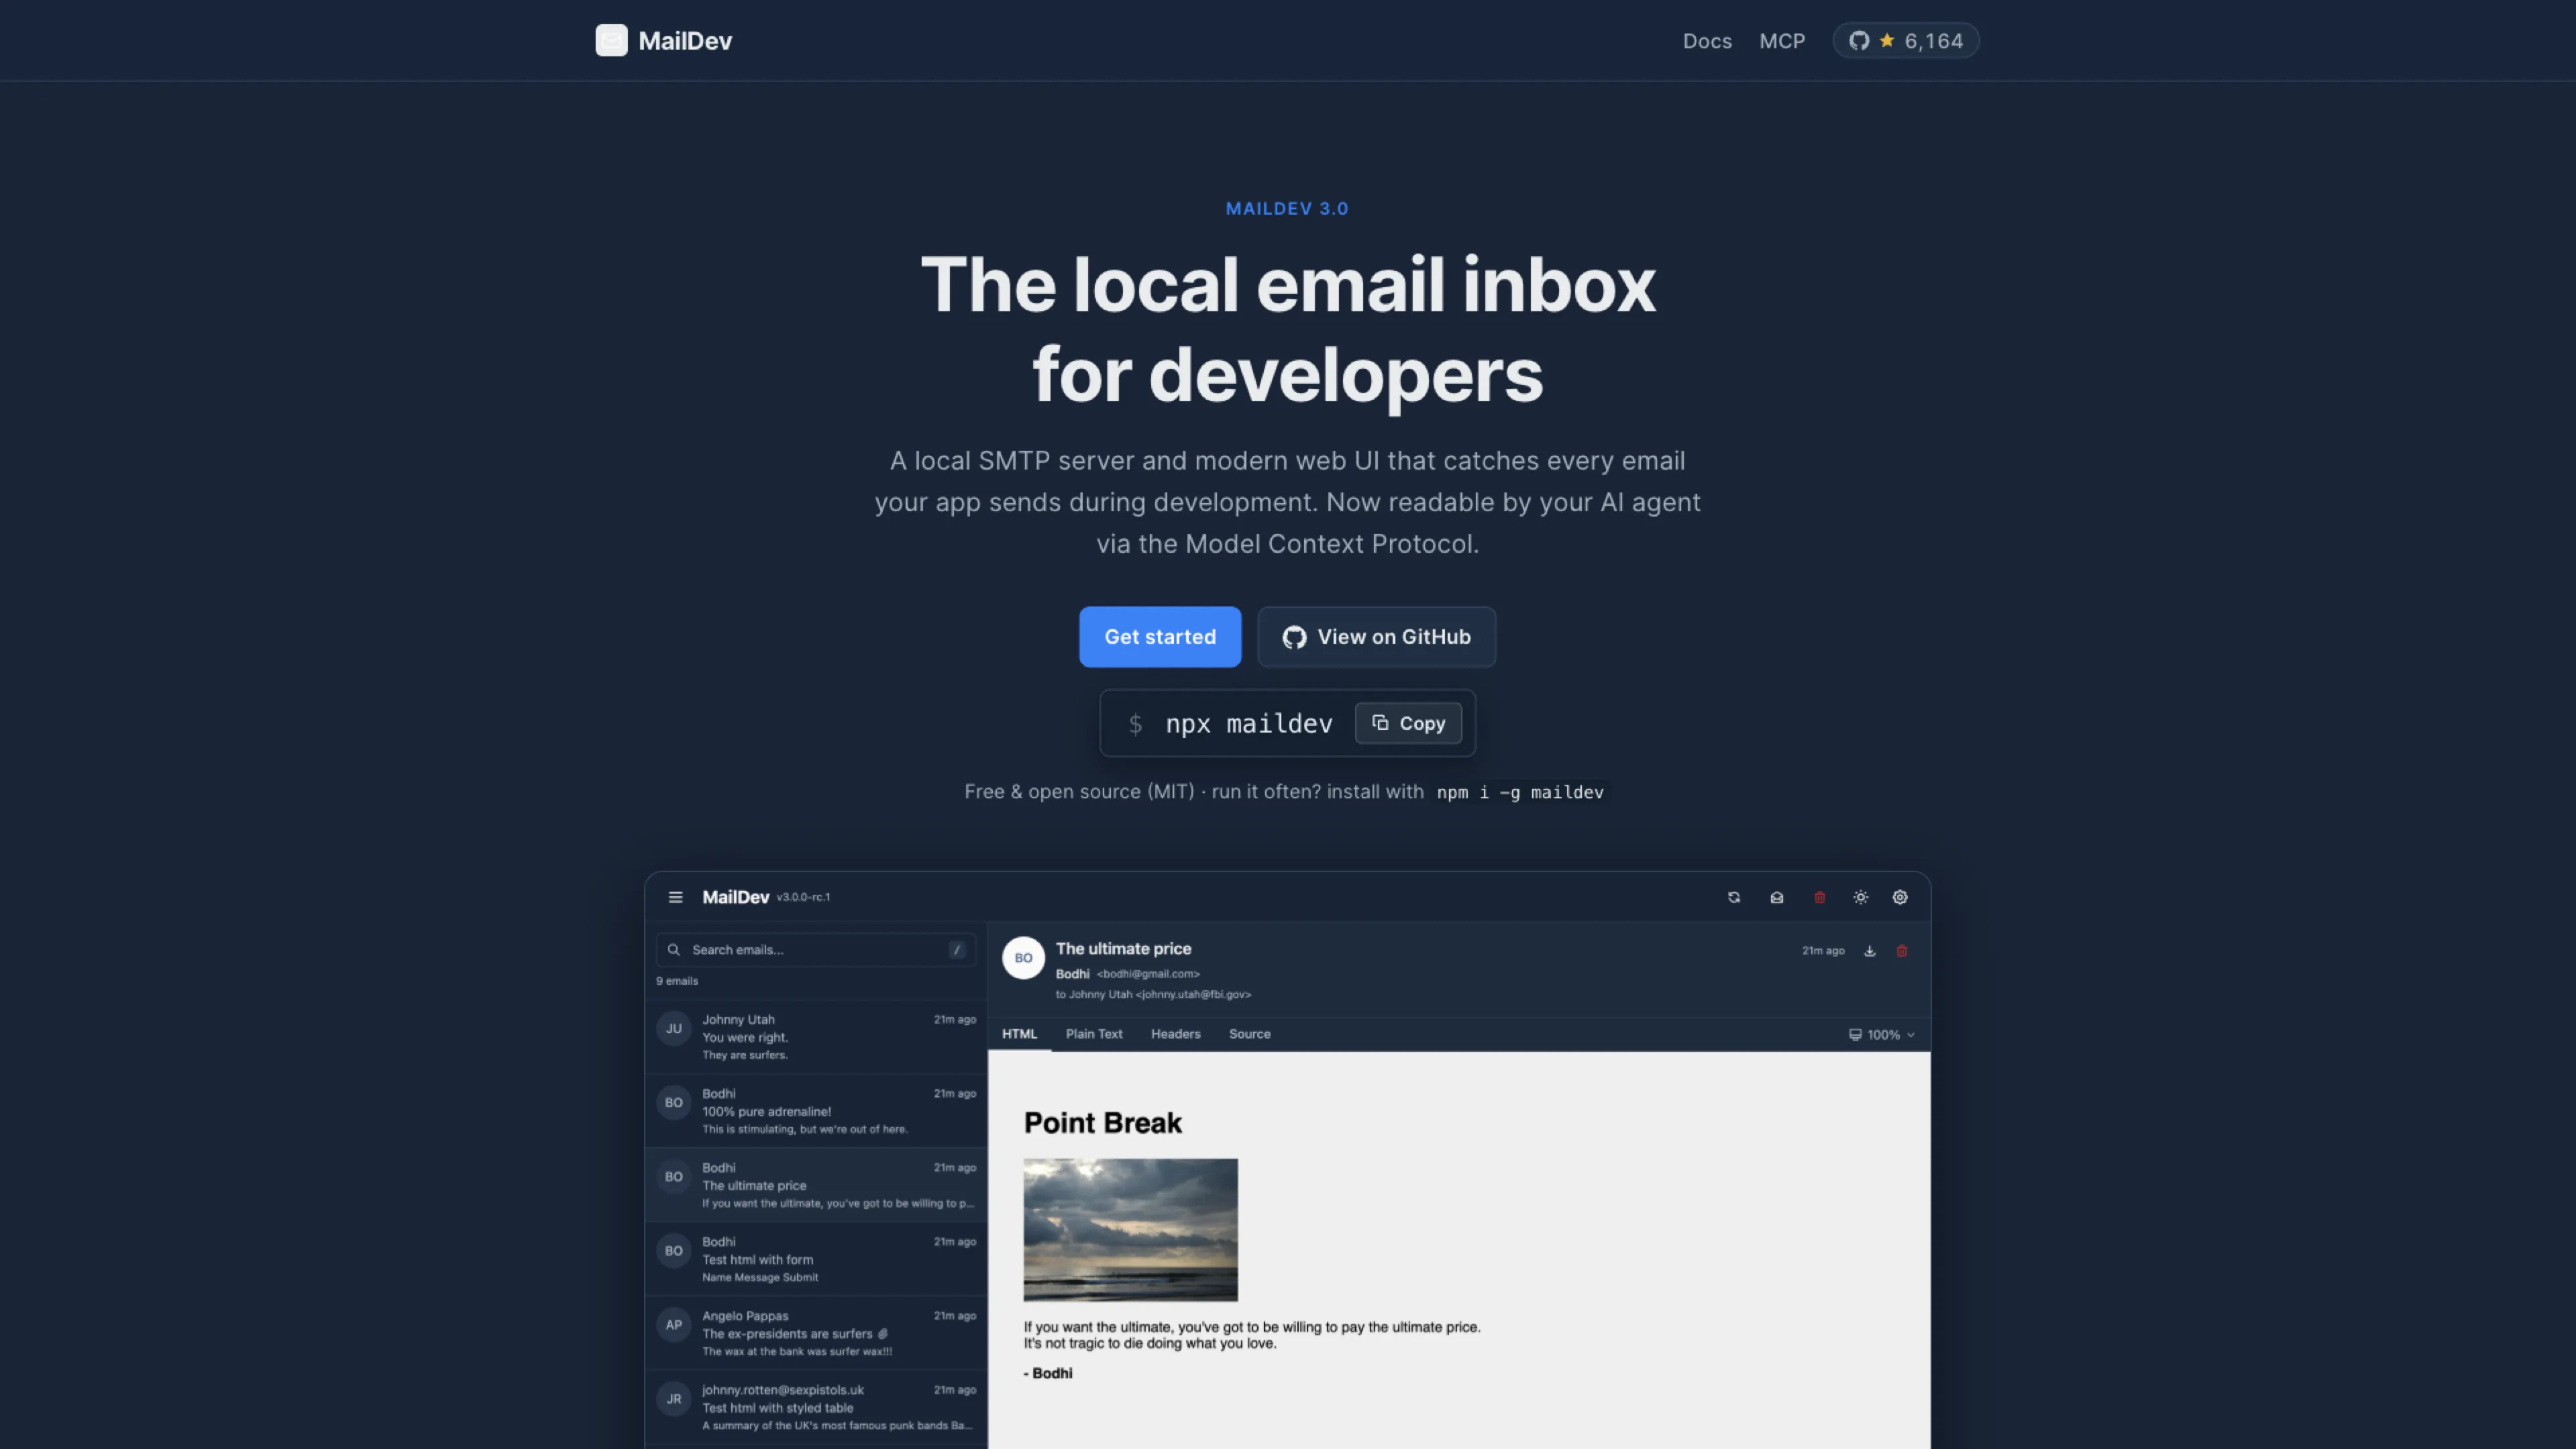 MailDev
Docs
MCP
6,164
MAILDEV 3.0
The local email inbox
for developers
A local SMTP server and modern web UI that catches every email
your app sends during development. Now readable by your AI agent
via the Model Context Protocol.
Get started
View on GitHub
$ npx maildev
Copy
Free & open source (MIT) · run it often? install with npm i -g maildev
MailDev v3.0.0-rc.1
Search emails...
/
9 emails
JU
Johnny Utah
21m ago
You were right.
They are surfers.
BO
Bodhi
21m ago
100% pure adrenaline!
This is stimulating, but we're out of here.
BO
Bodhi
21m ago
The ultimate price
If you want the ultimate, you've got to be willing to p...
BO
Bodhi
21m ago
Test html with form
Name Message Submit
AP
Angelo Pappas
21m ago
The ex-presidents are surfers
The wax at the bank was surfer wax!!!
JR
johnny.rotten@sexpistols.uk
21m ago
Test html with styled table
A summary of the UK's most famous punk bands Ba...
BO
The ultimate price
21m ago
Bodhi <bodhi@gmail.com>
to Johnny Utah <johnny.utah@fbi.gov>
HTML
Plain Text
Headers
Source
100%
Point Break
If you want the ultimate, you've got to be willing to pay the ultimate price.
It's not tragic to die doing what you love.
- Bodhi